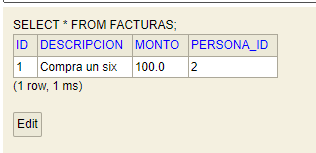 SELECT * FROM FACTURAS;
ID DESCRIPCION MONTO PERSONA_ID
1 Compra un six 100.0 2
(1 row, 1 ms)
Edit